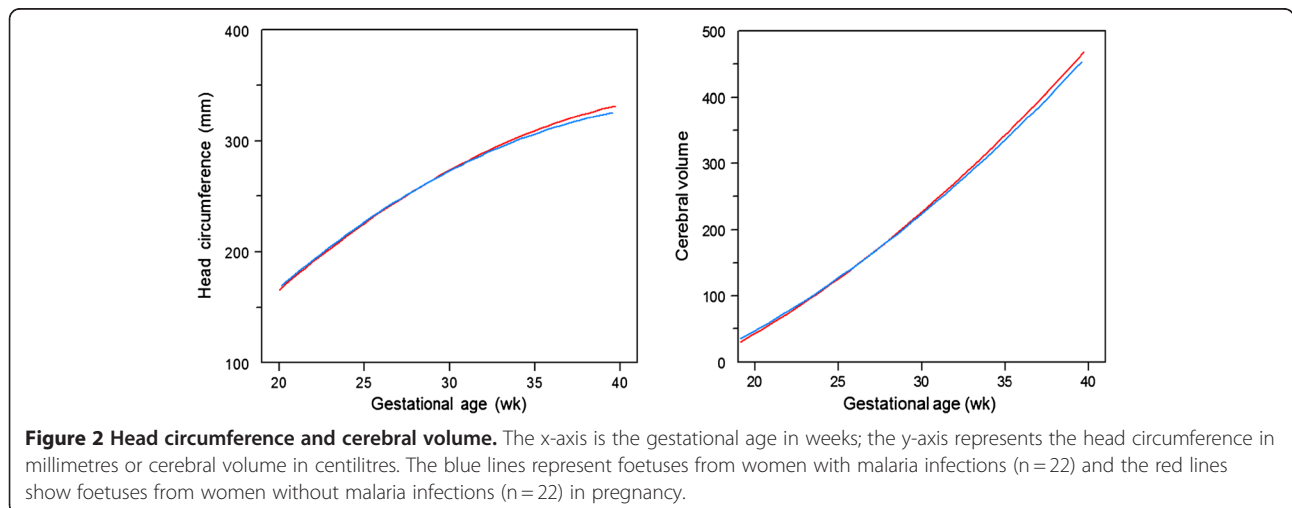 400
300
200
100
Head circumference (mm)
20 25 30 35 40
Gestational age (wk)
500
400
300
200
100
0
Cerebral volume
20 25 30 35 40
Gestational age (wk)
Figure 2 Head circumference and cerebral volume. The x-axis is the gestational age in weeks; the y-axis represents the head circumference in
millimetres or cerebral volume in centilitres. The blue lines represent foetuses from women with malaria infections (n = 22) and the red lines
show foetuses from women without malaria infections (n = 22) in pregnancy.